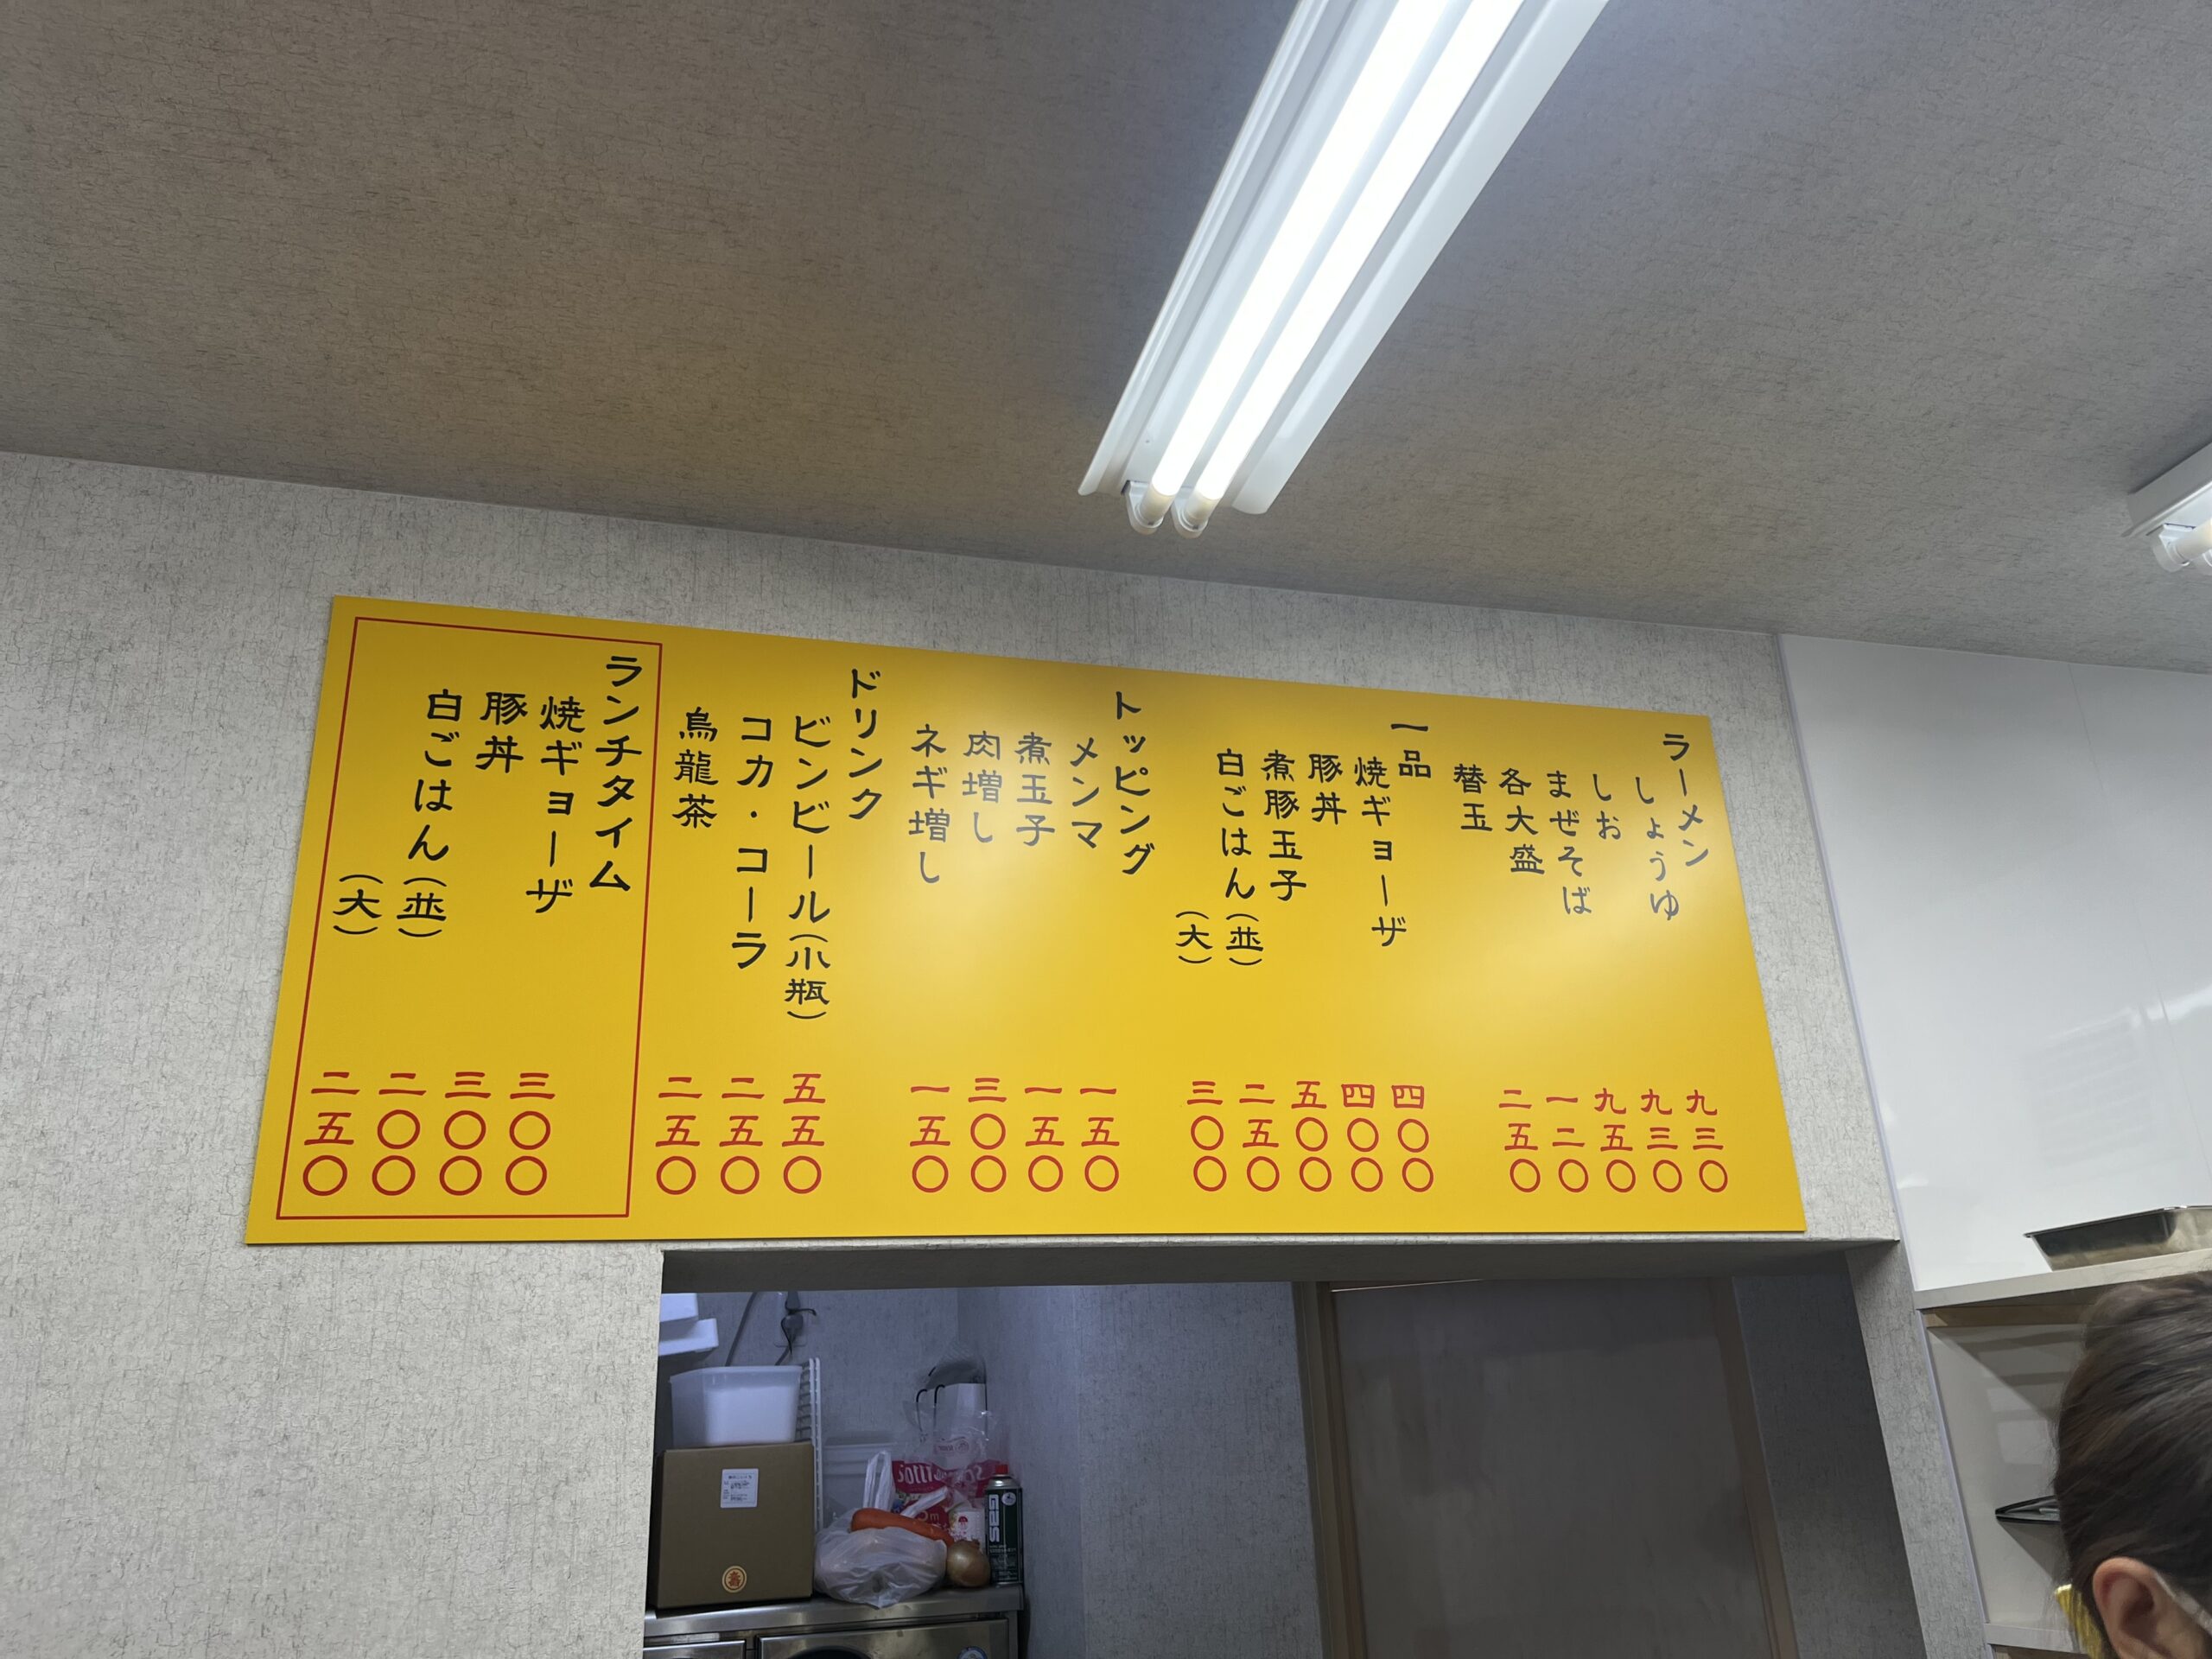 ラーメン
しょうゆ 九三〇
しお 九三〇
まぜそば 九五〇
各大盛 一二〇
替玉 二五〇
一品
焼ギョーザ 四〇〇
豚丼 四〇〇
煮豚玉子 五〇〇
白ごはん(並) 二五〇
(大) 三〇〇
トッピング
メンマ 一五〇
煮玉子 一五〇
肉増し 三〇〇
ネギ増し 一五〇
ドリンク
ビンビール(小瓶) 五五〇
コカ・コーラ 二五〇
烏龍茶 二五〇
ランチタイム
焼ギョーザ 三〇〇
豚丼 三〇〇
白ごはん(並) 二〇〇
(大) 二五〇